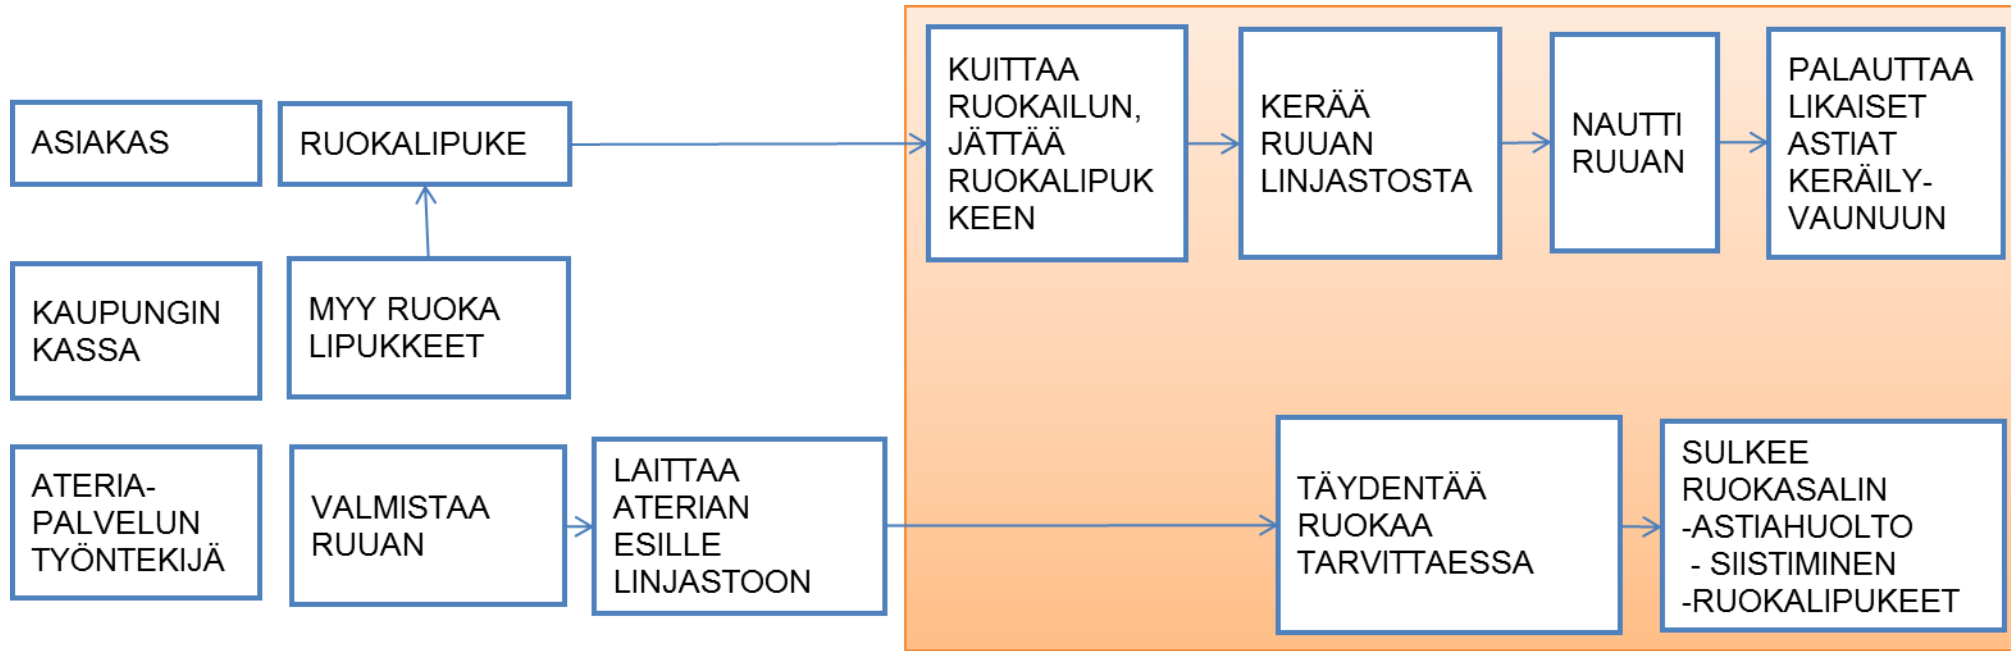 ASIAKAS
RUOKALIPUKE
KUITTAA
RUOKAILUN,
JÄTTÄÄ
RUOKALIPUK
KEEN
KERÄÄ
RUUAN
LINJASTOSTA
NAUTTI
RUUAN
PALAUTTAA
LIKAISET
ASTIAT
KERÄILY-
VAUNUUN
KAUPUNGIN
KASSA
MYY RUOKA
LIPUKKEET
ATERIA-
PALVELUN
TYÖNTEKIJÄ
VALMISTAA
RUUAN
LAITTAA
ATERIAN
ESILLE
LINJASTOON
TÄYDENTÄÄ
RUOKAA
TARVITTAESSA
SULKEE
RUOKASALIN
-ASTIAHUOLTO
- SIISTIMINEN
-RUOKALIPUKEET